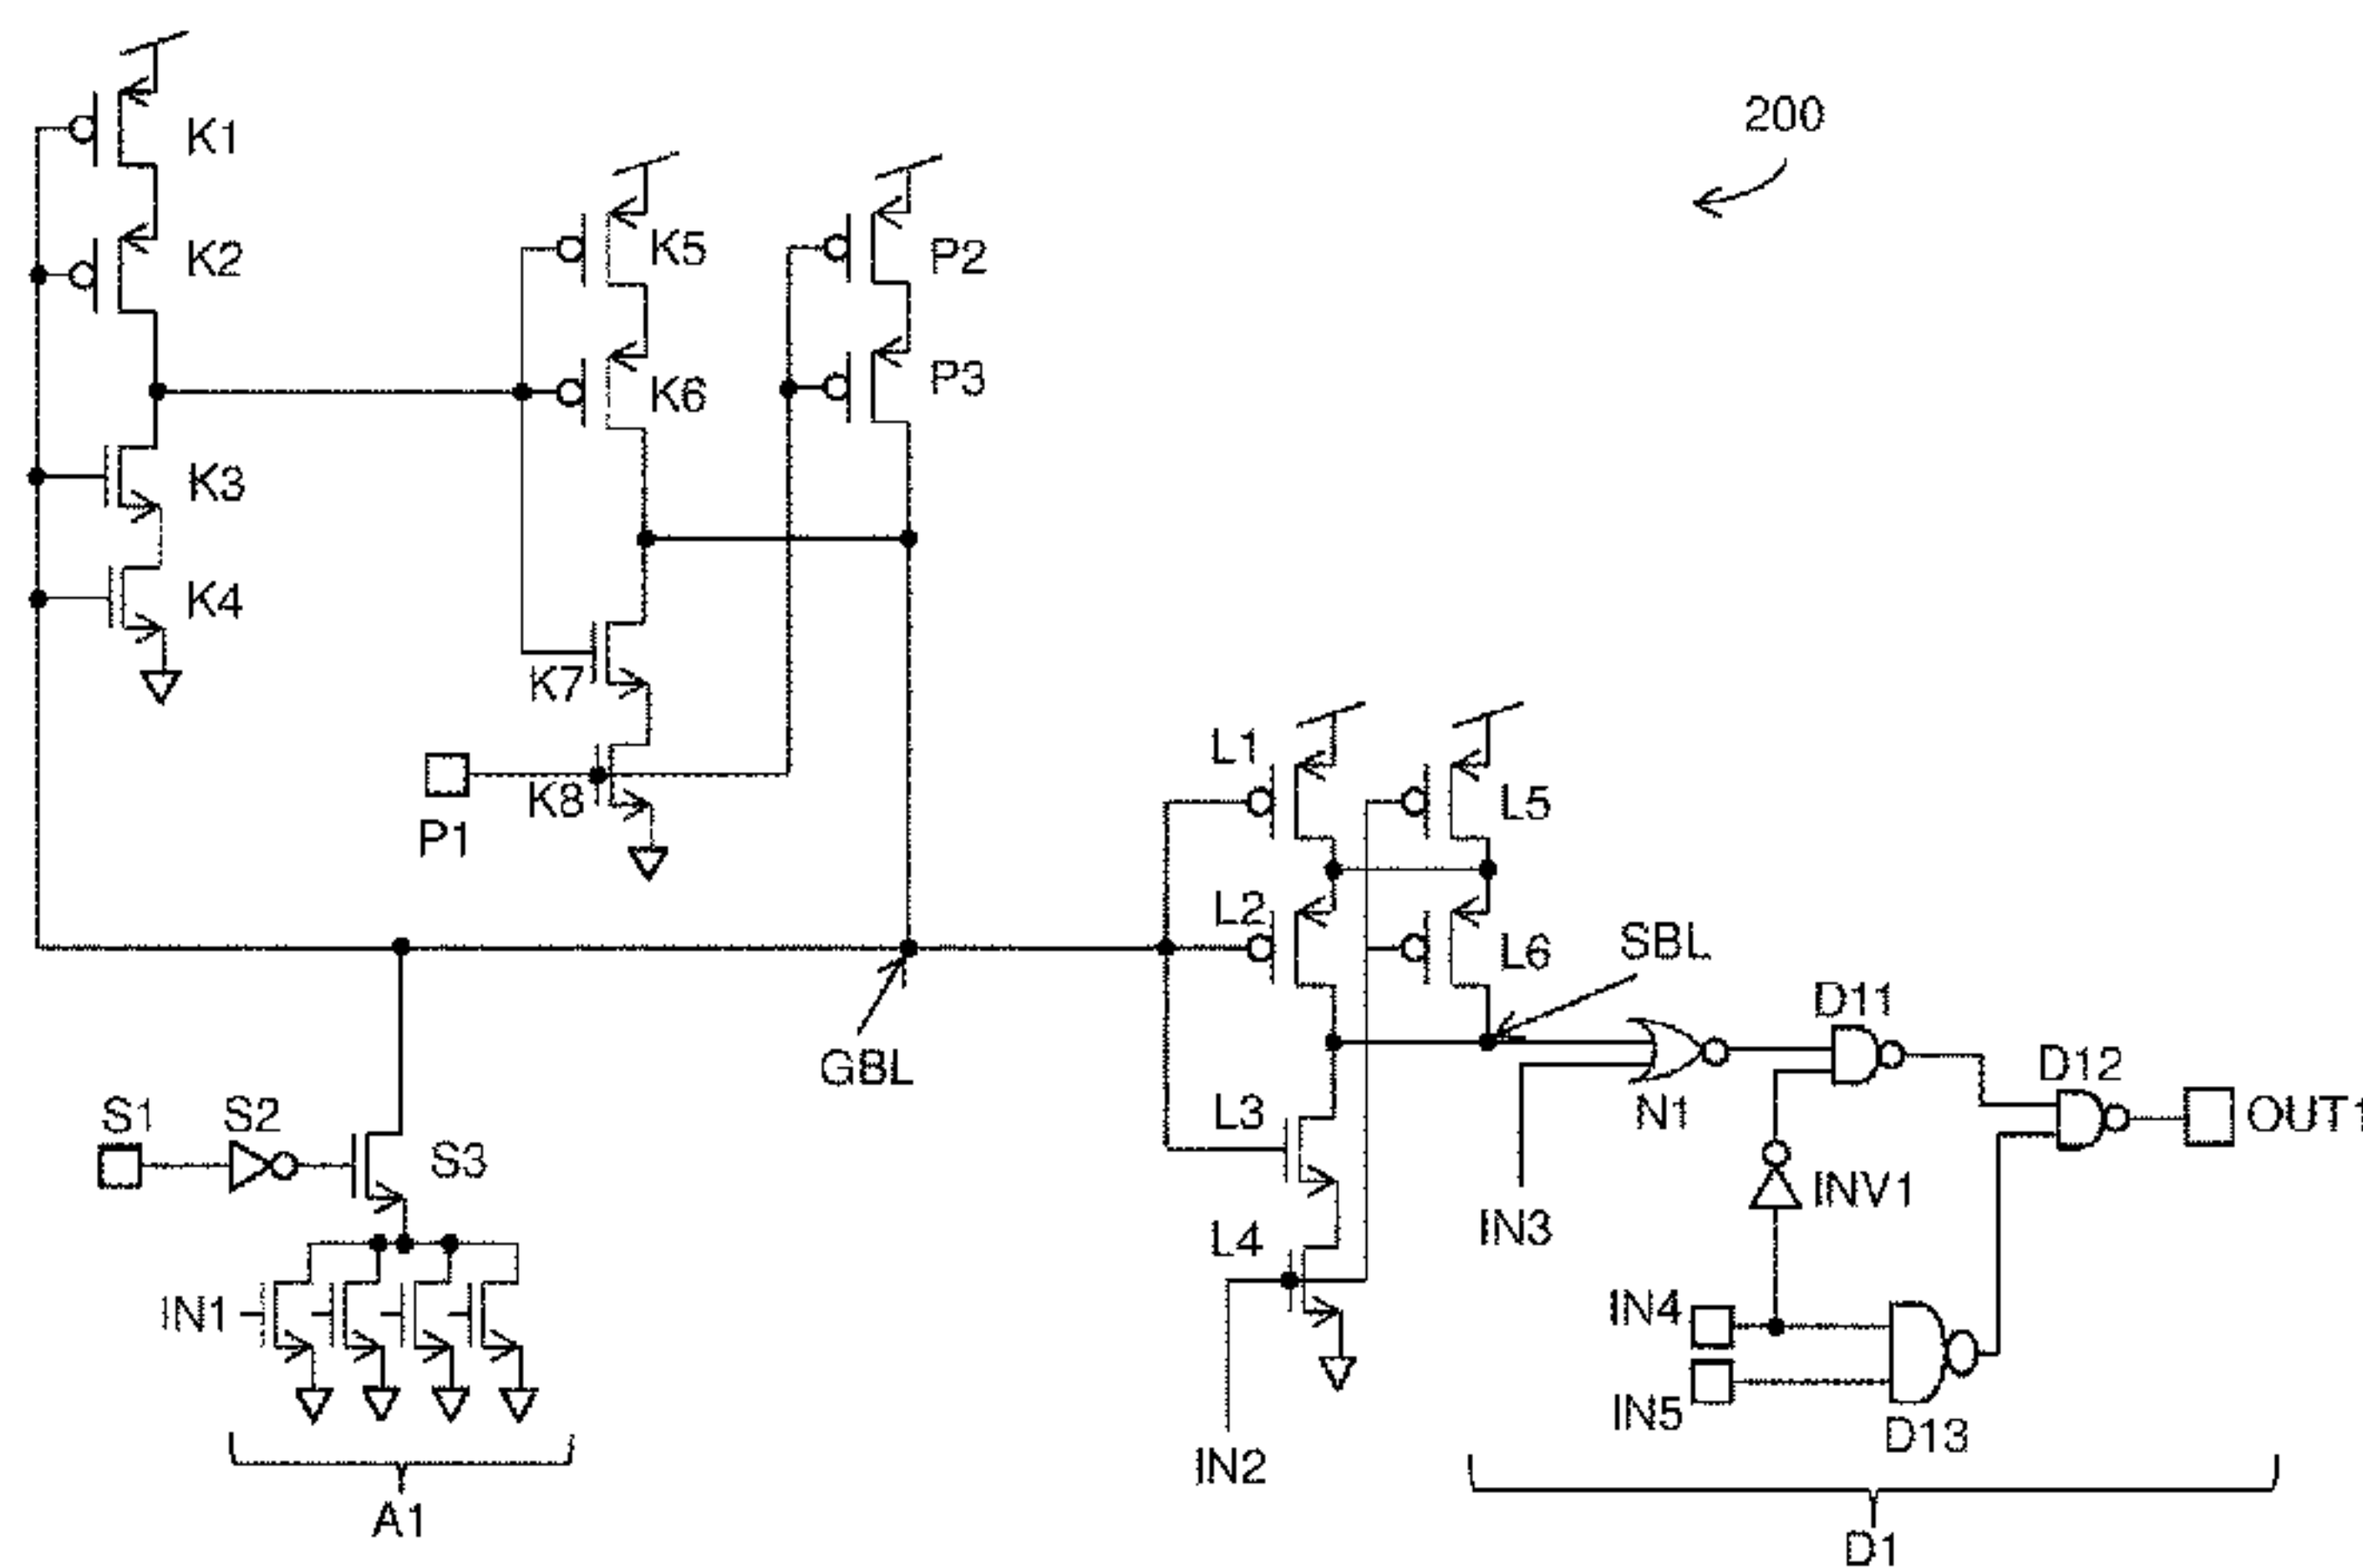 200
K1
K2
K3
K4
K5
K6
K7
K8
P1
P2
P3
L1
L2
L3
L4
L5
L6
SBL
GBL
S1
S2
S3
IN1
A1
IN2
IN3
N1
D11
D12
OUT1
INV1
IN4
IN5
D13
D1